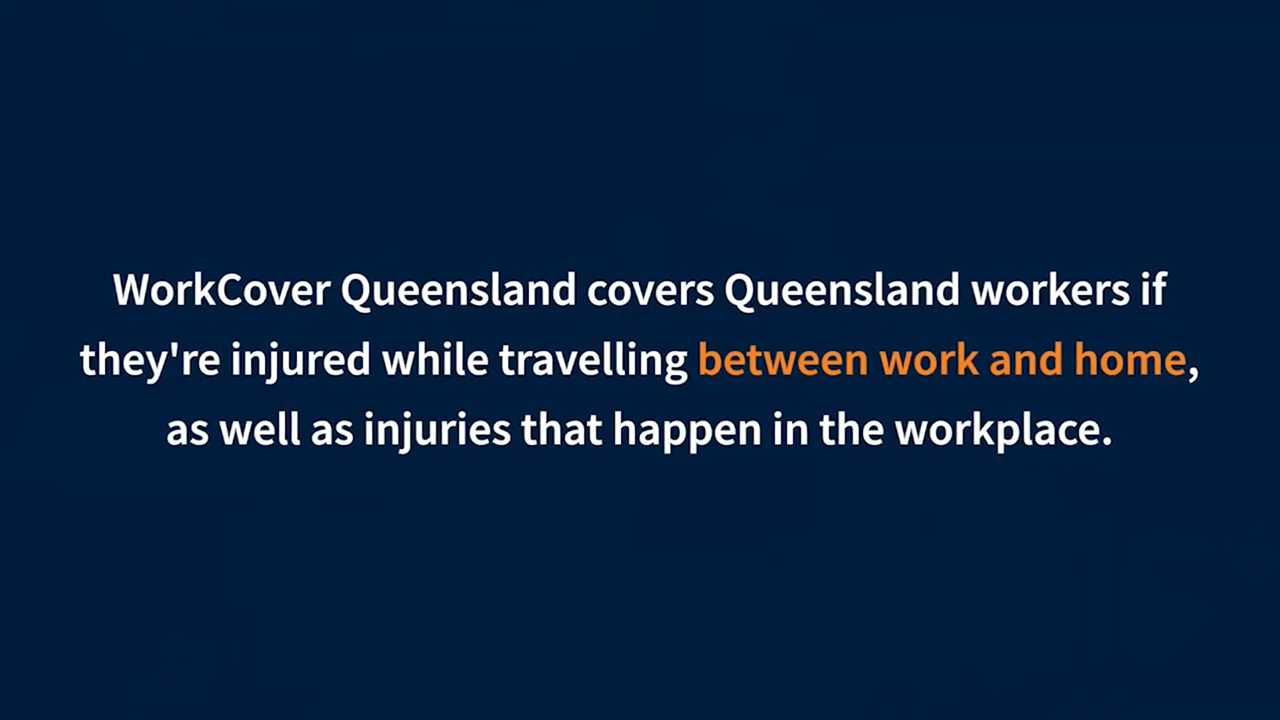 WorkCover Queensland covers Queensland workers if
they're injured while travelling between work and home,
as well as injuries that happen in the workplace.